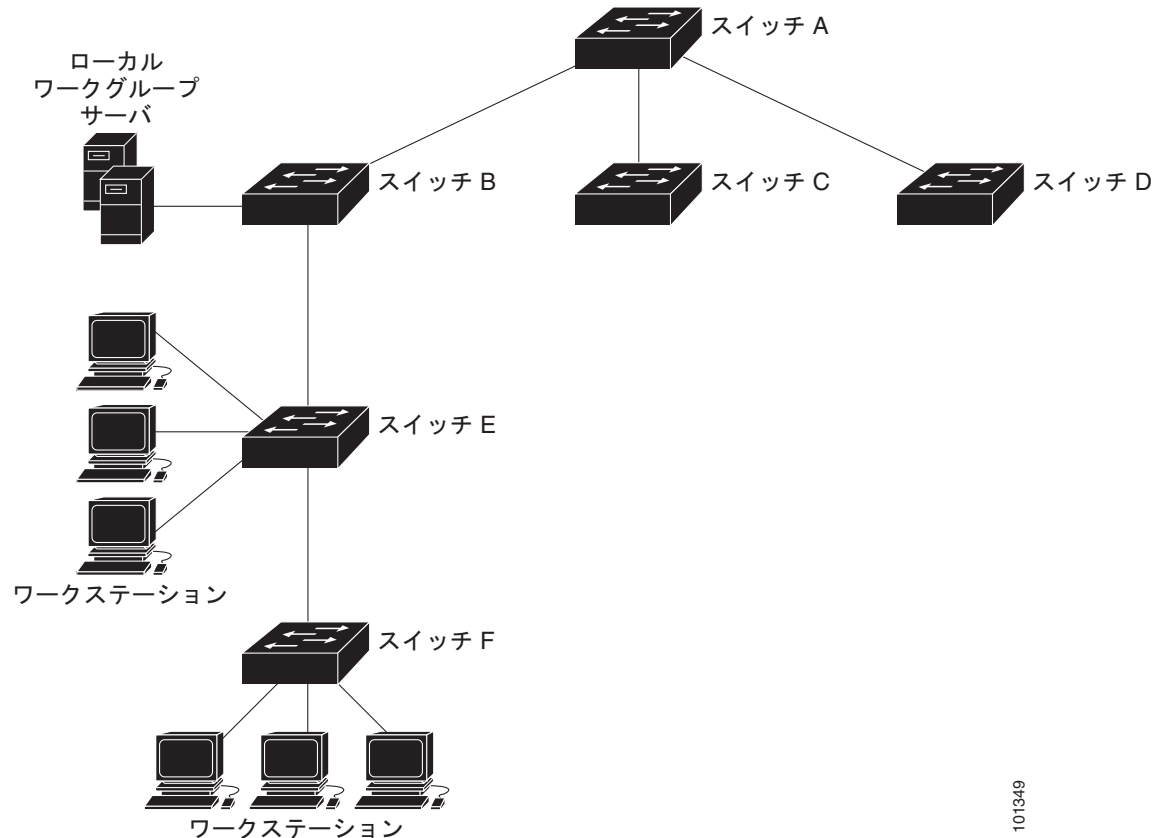 スイッチ A
ローカル
ワークグループ
サーバ
スイッチ B
スイッチ C
スイッチ D
スイッチ E
ワークステーション
スイッチ F
ワークステーション
101349